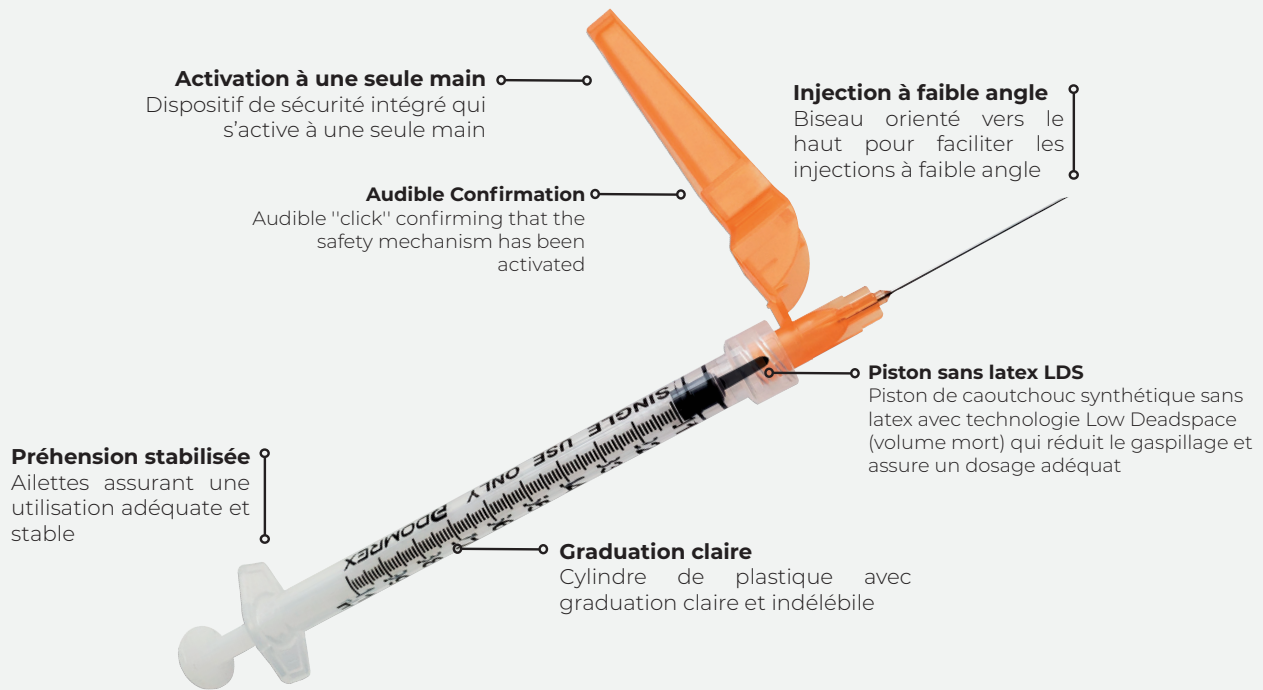 Activation à une seule main
Dispositif de sécurité intégré qui
s'active à une seule main
Injection à faible angle
Biseau orienté vers le
haut pour faciliter les
injections à faible angle
Audible Confirmation
Audible ''click'' confirming that the
safety mechanism has been
activated
Piston sans latex LDS
Piston de caoutchouc synthétique sans
latex avec technologie Low Deadspace
(volume mort) qui réduit le gaspillage et
assure un dosage adéquat
Préhension stabilisée
Ailettes assurant une
utilisation adéquate et
stable
Graduation claire
Cylindre de plastique avec
graduation claire et indélébile
SINGLE USE ONLY DOMREX